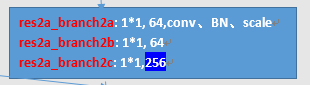 res2a_branch2a: 1*1, 64,conv、BN、scale
res2a_branch2b: 1*1, 64
res2a_branch2c: 1*1,256